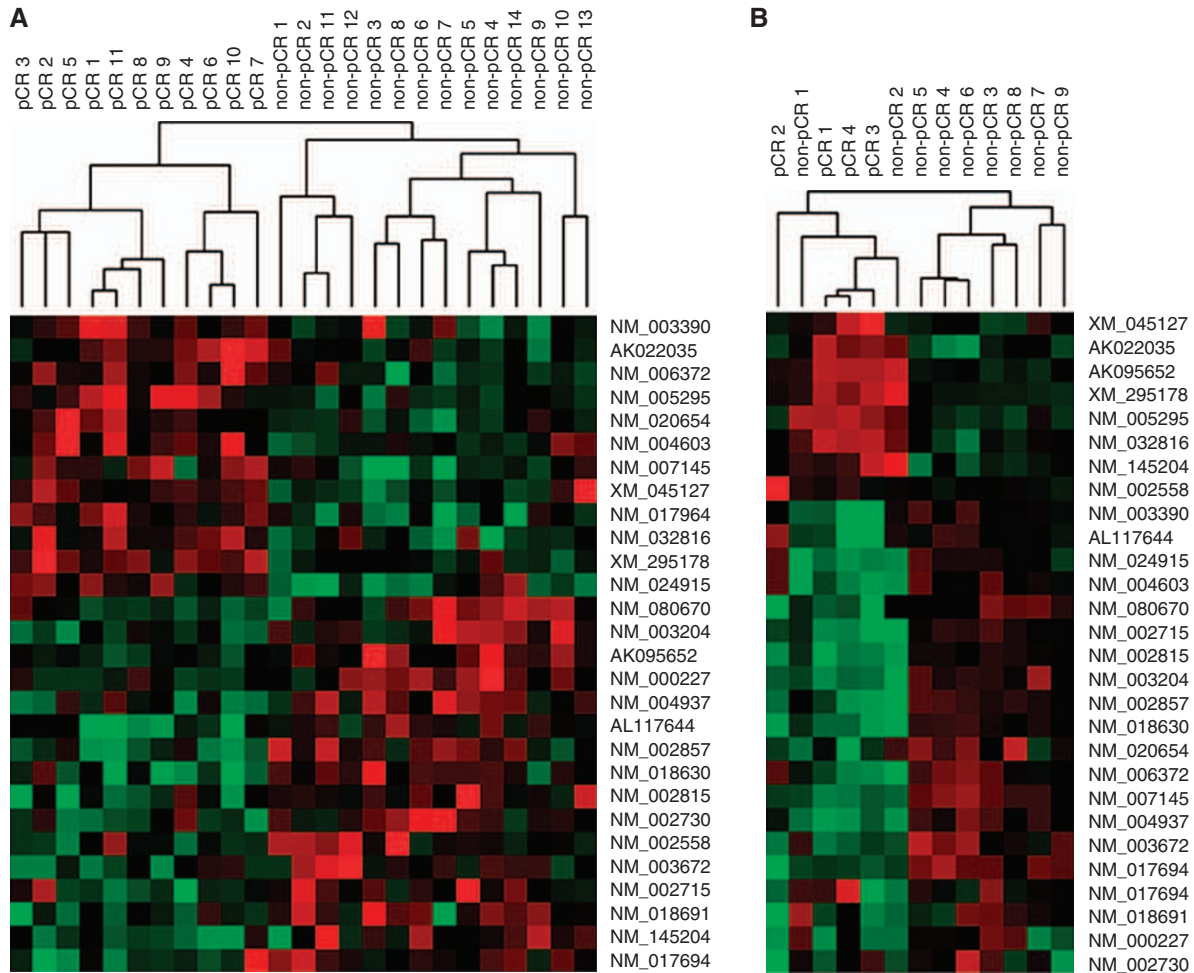 A
pCR 3
pCR 2
pCR 5
pCR 1
pCR 11
pCR 8
pCR 9
pCR 4
pCR 6
pCR 10
pCR 7
non-pCR 1
non-pCR 2
non-pCR 11
non-pCR 12
non-pCR 3
non-pCR 8
non-pCR 6
non-pCR 7
non-pCR 5
non-pCR 4
non-pCR 14
non-pCR 9
non-pCR 10
non-pCR 13
NM_003390
AK022035
NM_006372
NM_005295
NM_020654
NM_004603
NM_007145
XM_045127
NM_017964
NM_032816
XM_295178
NM_024915
NM_080670
NM_003204
AK095652
NM_000227
NM_004937
AL117644
NM_002857
NM_018630
NM_002815
NM_002730
NM_002558
NM_003672
NM_002715
NM_018691
NM_145204
NM_017694
B
pCR 2
non-pCR 1
pCR 1
pCR 4
pCR 3
non-pCR 2
non-pCR 5
non-pCR 4
non-pCR 6
non-pCR 3
non-pCR 8
non-pCR 7
non-pCR 9
XM_045127
AK022035
AK095652
XM_295178
NM_005295
NM_032816
NM_145204
NM_002558
NM_003390
AL117644
NM_024915
NM_004603
NM_080670
NM_002715
NM_002815
NM_003204
NM_002857
NM_018630
NM_020654
NM_006372
NM_007145
NM_004937
NM_003672
NM_017694
NM_017694
NM_018691
NM_000227
NM_002730